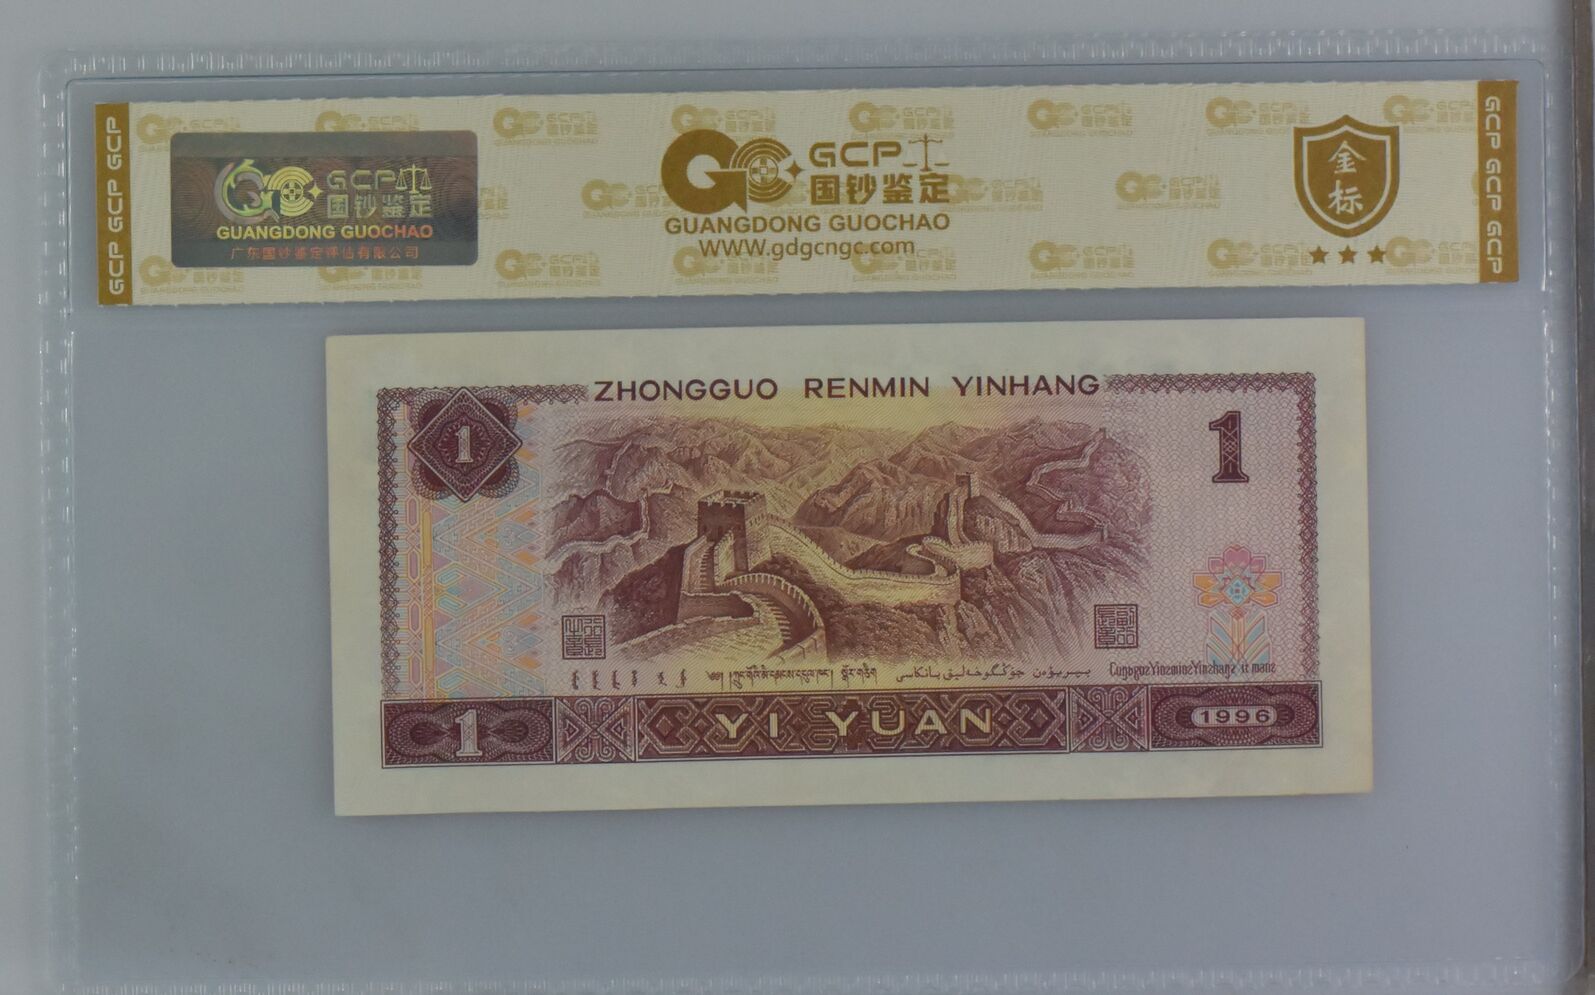 GCP GCP GCP
GCP
国钞鉴定
GUANGDONG GUOCHAO
广东国钞鉴定评估有限公司
GCP
国钞鉴定
GUANGDONG GUOCHAO
WWW.gdgcngc.com
金
标
GCP GCP GCP
ZHONGGUO RENMIN YINHANG
1
1
1
YI YUAN
1996